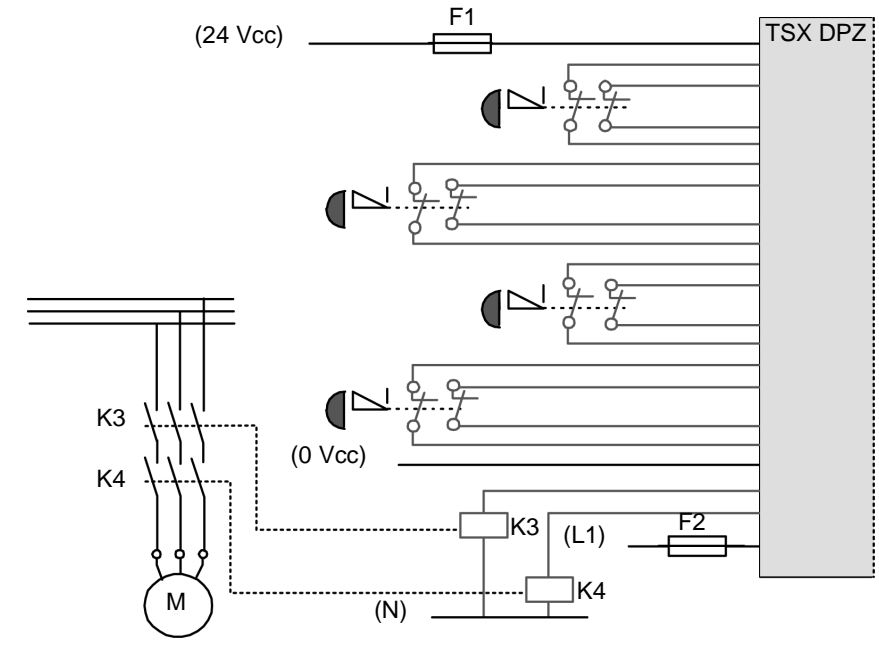 F1
(24 Vcc)
TSX DPZ
K3
(0 Vcc)
K4
K3
(L1)
F2
K4
M
(N)